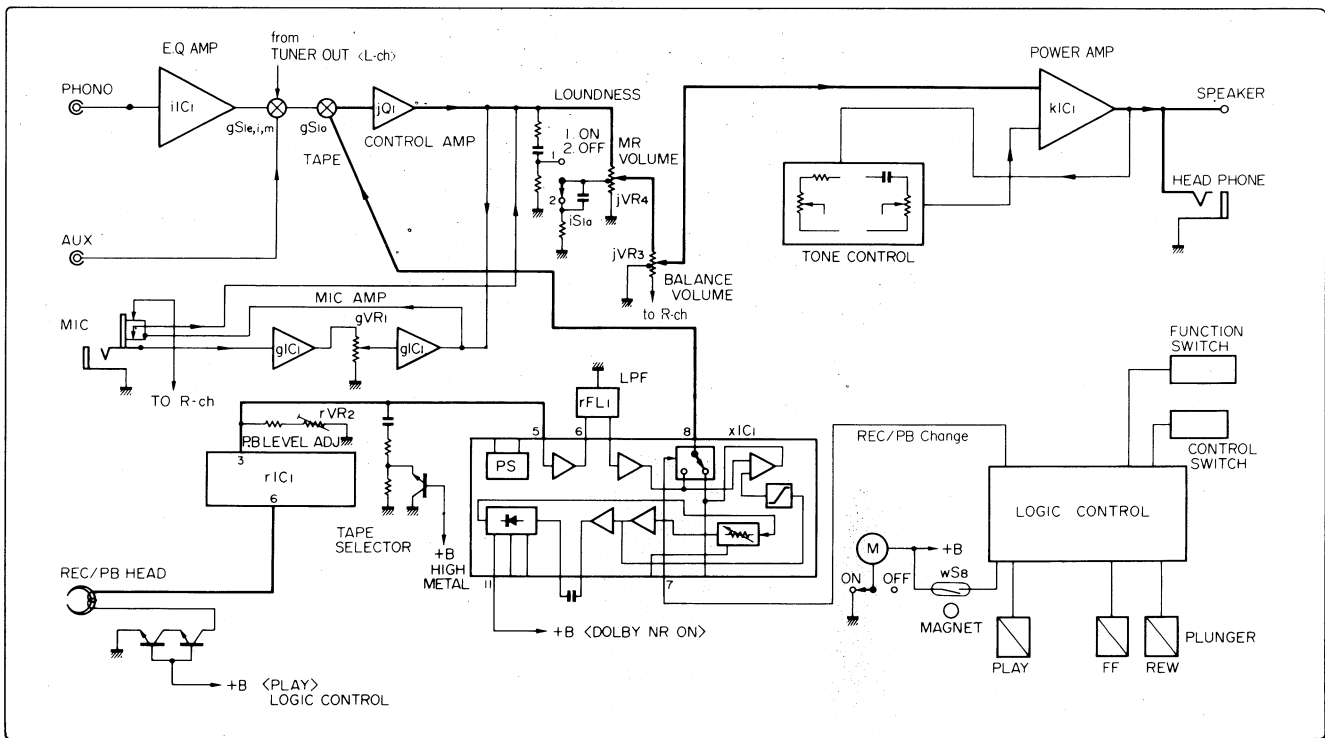 from
TUNER OUT <L-ch>
E.Q AMP
PHONO
iIC1
gS1e,i,m
gS1o
TAPE
jQ1
CONTROL AMP
LOUDNESS
1. ON
2. OFF
1
2
iS1a
MR
VOLUME
jVR4
jVR3
BALANCE
VOLUME
to R-ch
POWER AMP
kIC1
SPEAKER
HEAD PHONE
TONE CONTROL
AUX
MIC AMP
MIC
gVR1
gIC1
gIC1
TO R-ch
LPF
rFL1
rVR2
P.B LEVEL ADJ
3
rIC1
6
TAPE
SELECTOR
+B
HIGH
METAL
5
6
8
xIC1
PS
11
7
+B <DOLBY NR ON>
REC/PB HEAD
+B <PLAY>
LOGIC CONTROL
REC/PB Change
FUNCTION
SWITCH
CONTROL
SWITCH
LOGIC CONTROL
M
+B
ON
OFF
wS8
MAGNET
PLAY
FF
REW
PLUNGER